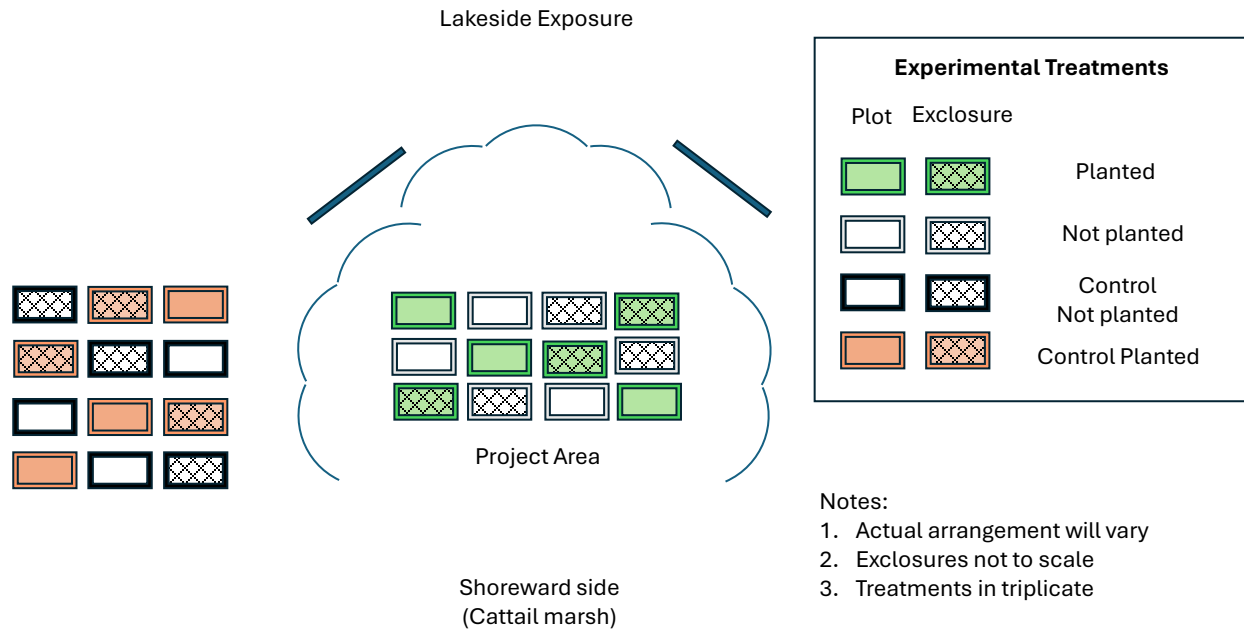 Lakeside Exposure
Experimental Treatments
Plot Exclosure
Planted
Not planted
Control
Not planted
Control Planted
Project Area
Notes:
1. Actual arrangement will vary
2. Exclosures not to scale
3. Treatments in triplicate
Shoreward side
(Cattail marsh)